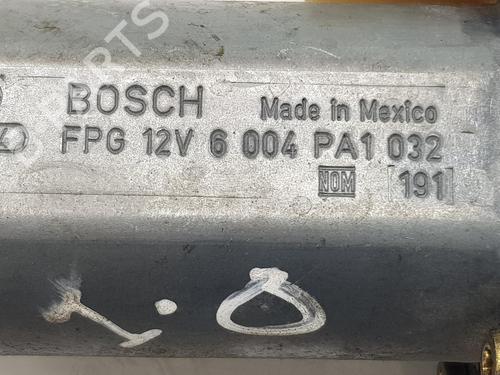 BOSCH Made in Mexico
FPG 12V 6 004 PA1 032
NOM [191]